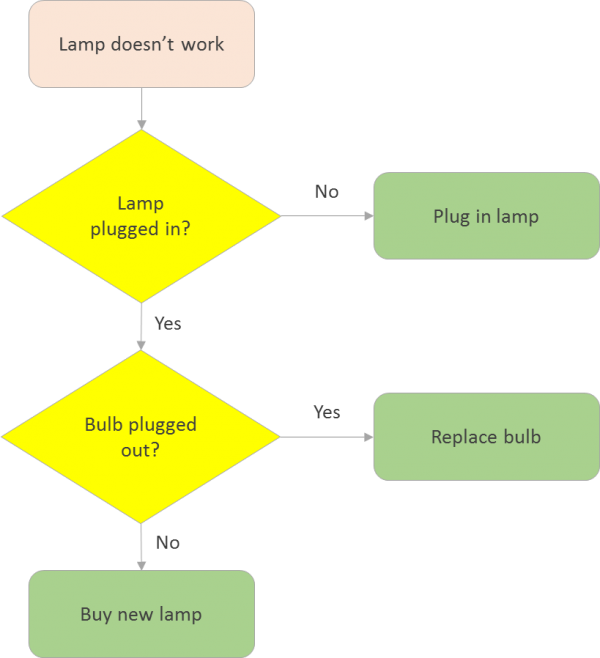 Lamp doesn’t work
Lamp
plugged in?
No
Plug in lamp
Yes
Bulb plugged
out?
Yes
Replace bulb
No
Buy new lamp